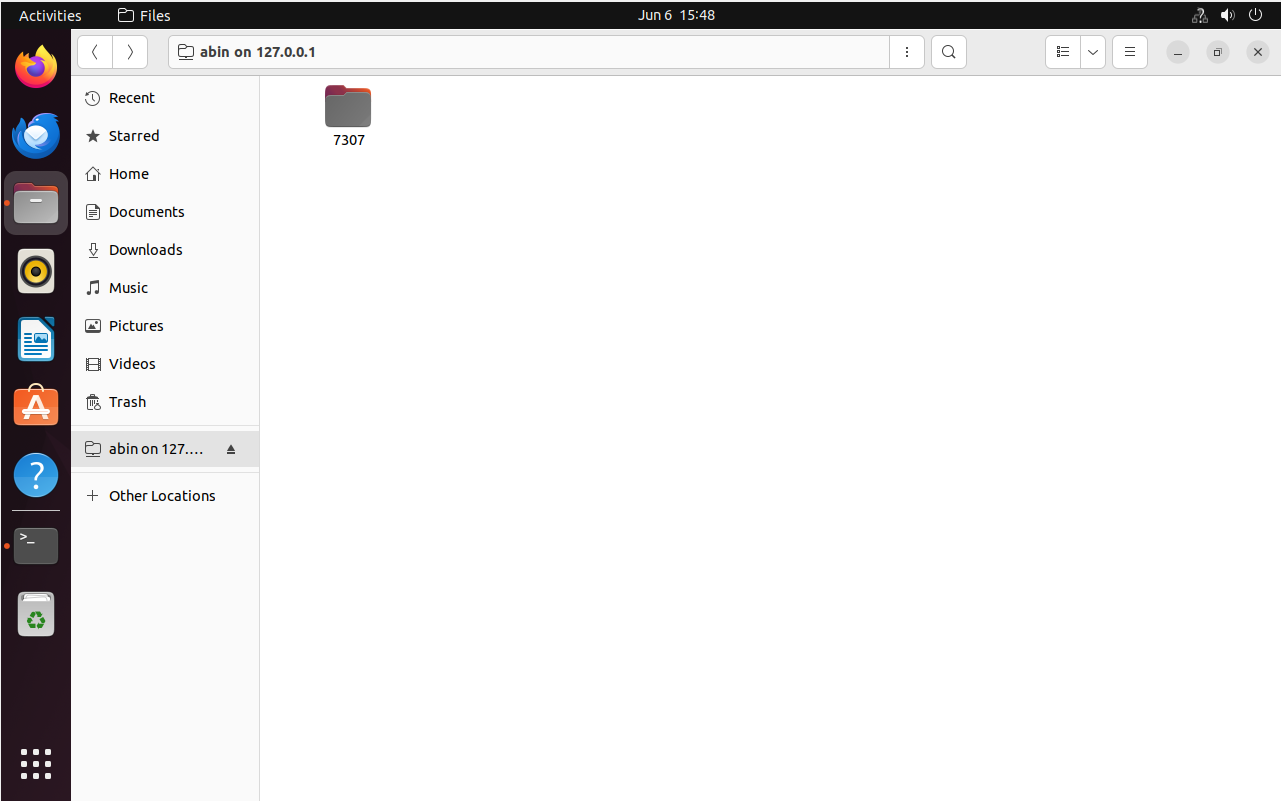 Activities Files Jun 6 15:48
abin on 127.0.0.1
Recent
Starred
Home
Documents
Downloads
Music
Pictures
Videos
Trash
abin on 127....
Other Locations
7307